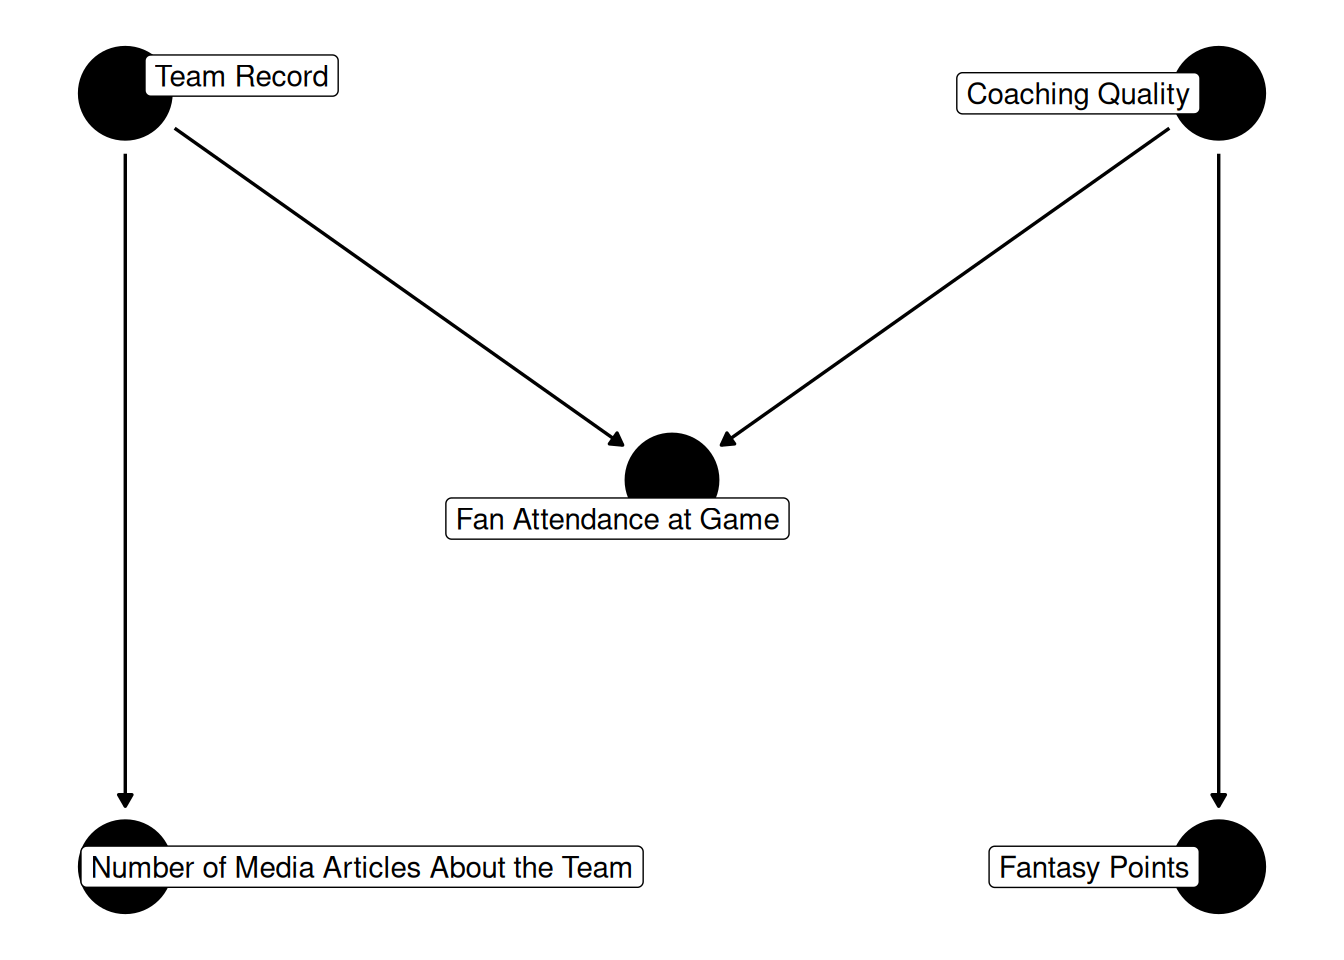 Team Record
Coaching Quality
Fan Attendance at Game
Number of Media Articles About the Team
Fantasy Points